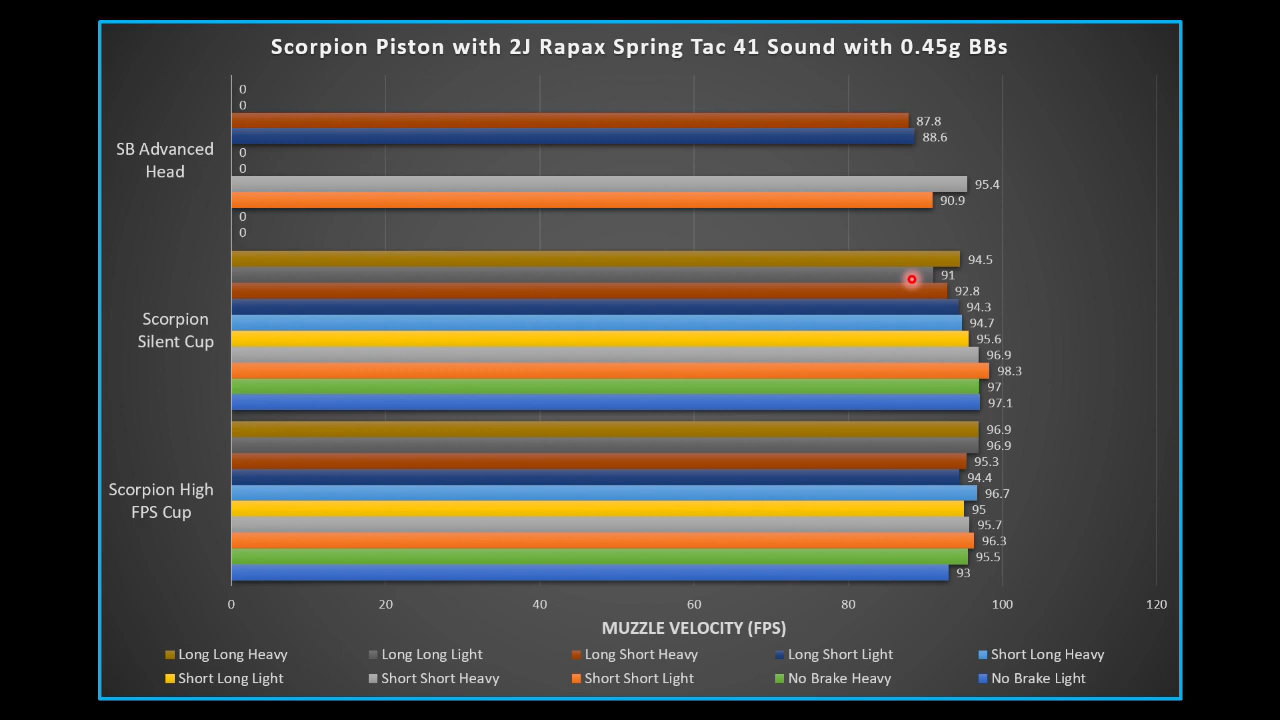 Scorpion Piston with 2J Rapax Spring Tac 41 Sound with 0.45g BBs
SB Advanced
Head
0
0
87.8
88.6
0
0
95.4
90.9
0
0
Scorpion
Silent Cup
94.5
91
92.8
94.3
94.7
95.6
96.9
98.3
97
97.1
Scorpion High
FPS Cup
96.9
96.9
95.3
94.4
96.7
95
95.7
96.3
95.5
93
0 20 40 60 80 100 120
MUZZLE VELOCITY (FPS)
Long Long Heavy Long Long Light Long Short Heavy Long Short Light Short Long Heavy
Short Long Light Short Short Heavy Short Short Light No Brake Heavy No Brake Light